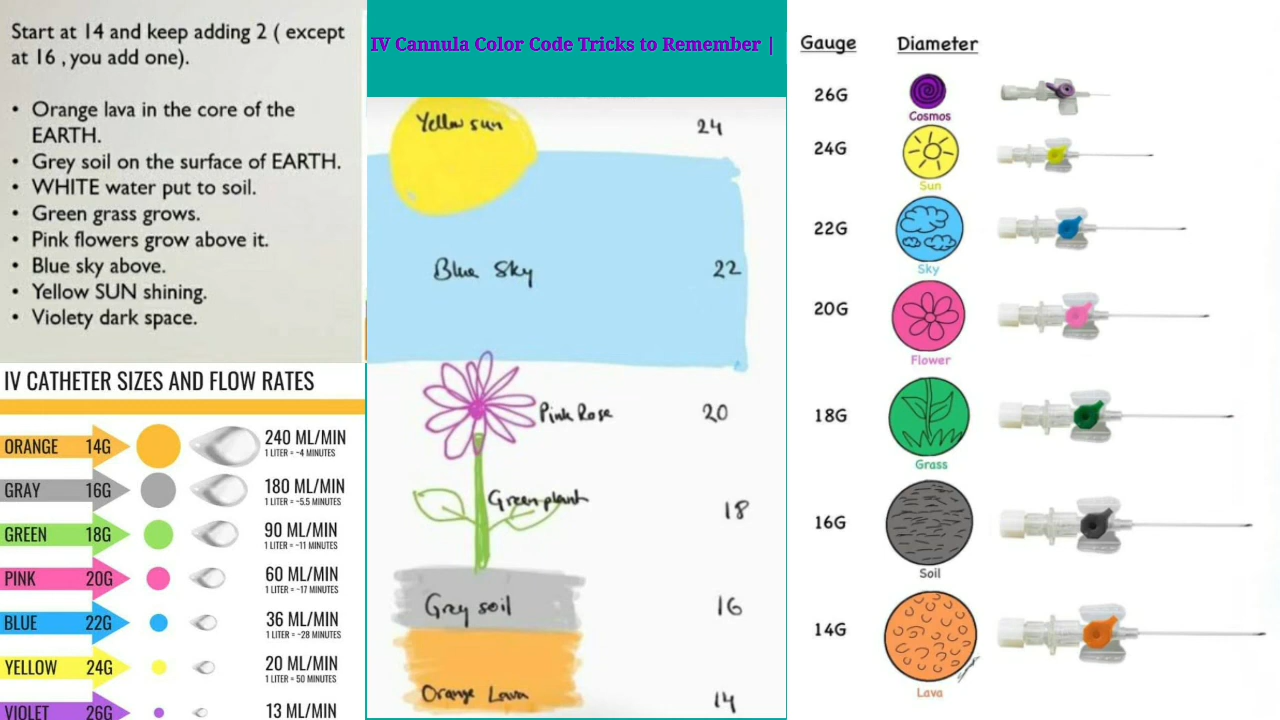 Start at 14 and keep adding 2 ( except
at 16 , you add one).
• Orange lava in the core of the
EARTH.
• Grey soil on the surface of EARTH.
• WHITE water put to soil.
• Green grass grows.
• Pink flowers grow above it.
• Blue sky above.
• Yellow SUN shining.
• Violety dark space.
IV CATHETER SIZES AND FLOW RATES
ORANGE 14G 240 ML/MIN
1 LITER = ~4 MINUTES
GRAY 16G 180 ML/MIN
1 LITER = ~5.5 MINUTES
GREEN 18G 90 ML/MIN
1 LITER = ~11 MINUTES
PINK 20G 60 ML/MIN
1 LITER = ~17 MINUTES
BLUE 22G 36 ML/MIN
1 LITER = ~28 MINUTES
YELLOW 24G 20 ML/MIN
1 LITER = 50 MINUTES
VIOLET 26G 13 ML/MIN
IV Cannula Color Code Tricks to Remember |
Yellow sun 24
Blue Sky 22
Pink Rose 20
Green plant 18
Grey soil 16
Orange Lava 14
Gauge Diameter
26G
Cosmos
24G
Sun
22G
Sky
20G
Flower
18G
Grass
16G
Soil
14G
Lava